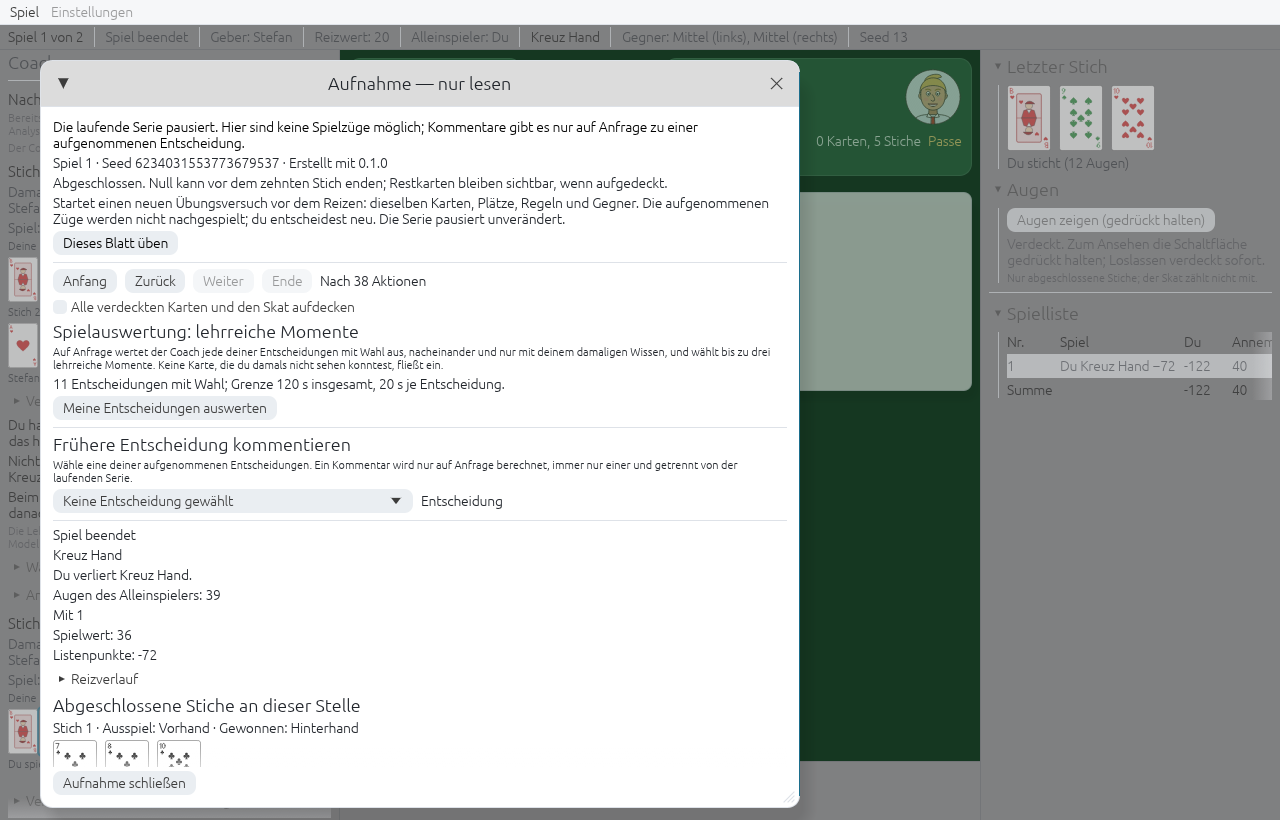 Spiel Einstellungen
Spiel 1 von 2 Spiel beendet Geber: Stefan Reizwert: 20 Alleinspieler: Du Kreuz Hand Gegner: Mittel (links), Mittel (rechts) Seed 13
Aufnahme — nur lesen
Die laufende Serie pausiert. Hier sind keine Spielzüge möglich; Kommentare gibt es nur auf Anfrage zu einer
aufgenommenen Entscheidung.
Spiel 1 · Seed 6234031553773679537 · Erstellt mit 0.1.0
Abgeschlossen. Null kann vor dem zehnten Stich enden; Restkarten bleiben sichtbar, wenn aufgedeckt.
Startet einen neuen Übungsversuch vor dem Reizen: dieselben Karten, Plätze, Regeln und Gegner. Die aufgenommenen
Züge werden nicht nachgespielt; du entscheidest neu. Die Serie pausiert unverändert.
Dieses Blatt üben
Anfang Zurück Weiter Ende Nach 38 Aktionen
Alle verdeckten Karten und den Skat aufdecken
Spielauswertung: lehrreiche Momente
Auf Anfrage wertet der Coach jede deiner Entscheidungen mit Wahl aus, nacheinander und nur mit deinem damaligen Wissen, und wählt bis zu drei
lehrreiche Momente. Keine Karte, die du damals nicht sehen konntest, fließt ein.
11 Entscheidungen mit Wahl; Grenze 120 s insgesamt, 20 s je Entscheidung.
Meine Entscheidungen auswerten
Frühere Entscheidung kommentieren
Wähle eine deiner aufgenommenen Entscheidungen. Ein Kommentar wird nur auf Anfrage berechnet, immer nur einer und getrennt von der
laufenden Serie.
Keine Entscheidung gewählt Entscheidung
Spiel beendet
Kreuz Hand
Du verliert Kreuz Hand.
Augen des Alleinspielers: 39
Mit 1
Spielwert: 36
Listenpunkte: -72
Reizverlauf
Abgeschlossene Stiche an dieser Stelle
Stich 1 · Ausspiel: Vorhand · Gewonnen: Hinterhand
7 8 10
Aufnahme schließen
0 Karten, 5 Stiche Passe
Letzter Stich
B 9 10
Du sticht (12 Augen)
Augen
Augen zeigen (gedrückt halten)
Verdeckt. Zum Ansehen die Schaltfläche
gedrückt halten; Loslassen verdeckt sofort.
Nur abgeschlossene Stiche; der Skat zählt nicht mit.
Spielliste
Nr. Spiel Du
1 Du Kreuz Hand −72 -122 40
Summe -122 40